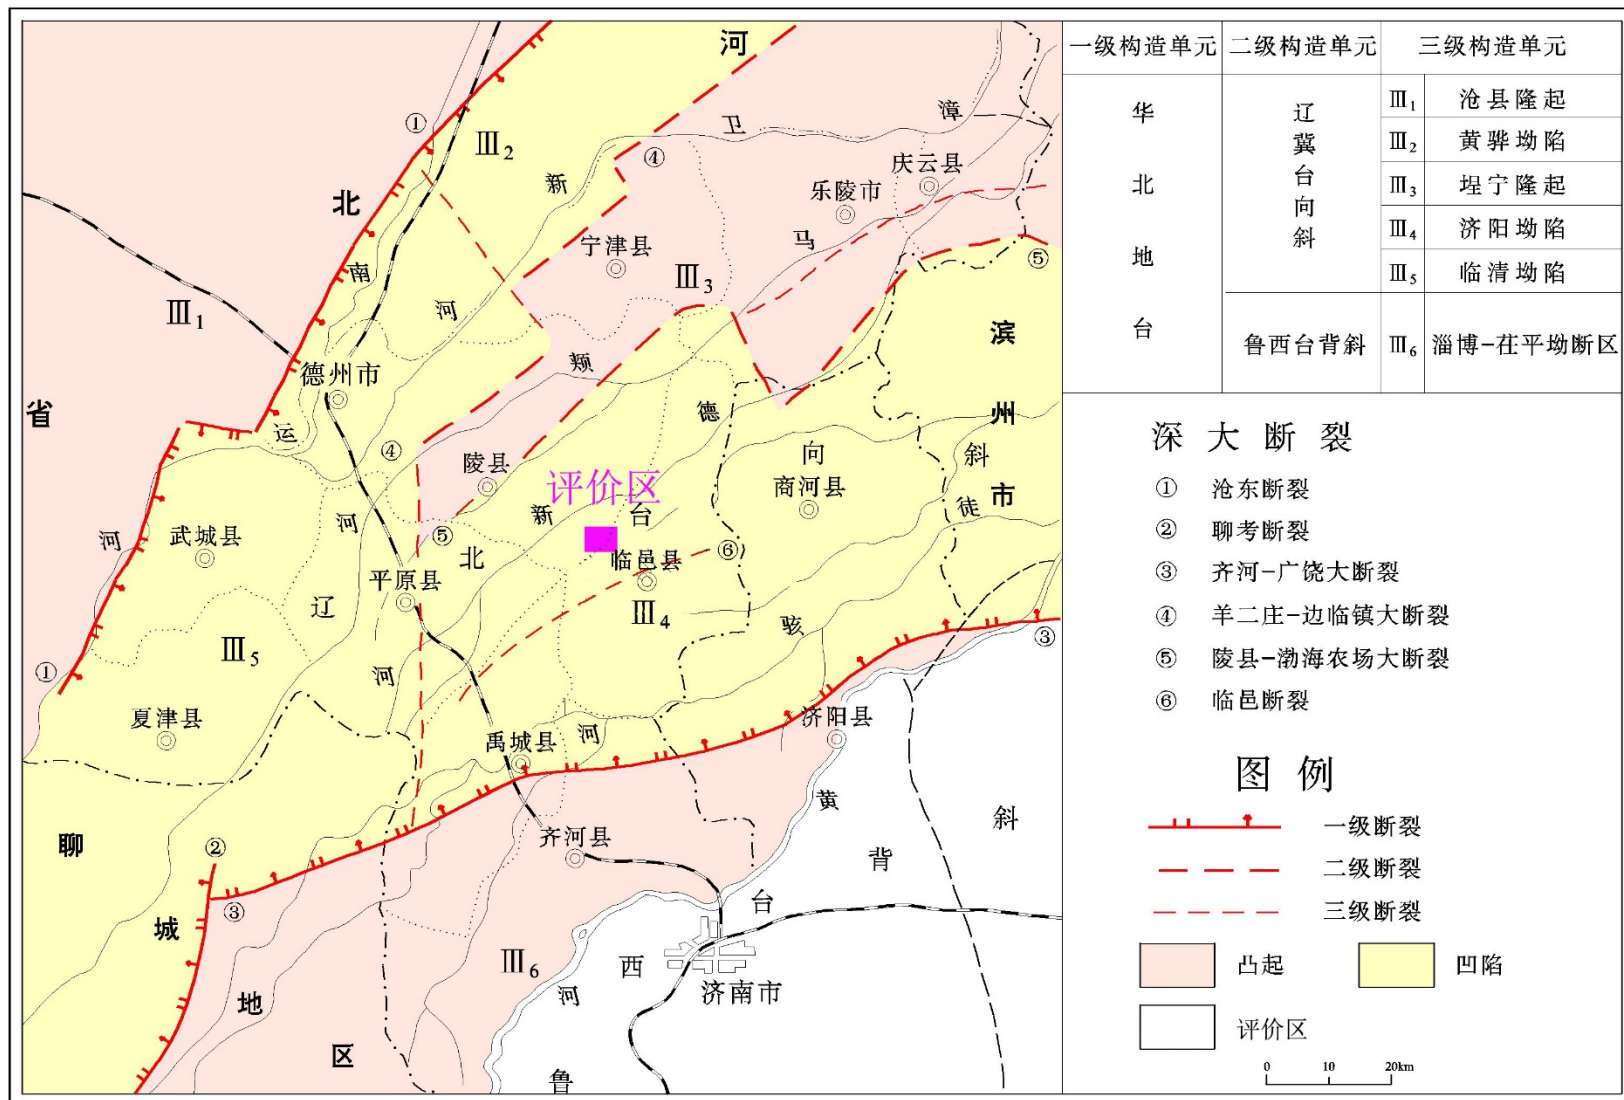 一级构造单元 二级构造单元 三级构造单元
华北地台
辽冀台向斜
Ⅲ1 沧县隆起
Ⅲ2 黄骅坳陷
Ⅲ3 埕宁隆起
Ⅲ4 济阳坳陷
Ⅲ5 临清坳陷
鲁西台背斜 Ⅲ6 淄博-茌平坳断区
深大断裂
① 沧东断裂
② 聊考断裂
③ 齐河-广饶大断裂
④ 羊二庄-边临镇大断裂
⑤ 陵县-渤海农场大断裂
⑥ 临邑断裂
图例
一级断裂
二级断裂
三级断裂
凸起 凹陷
评价区
0 10 20km
河
北
省
①
Ⅲ2
④
卫
漳
新
河
庆云县
乐陵市
宁津县
马
颊
河
⑤
Ⅲ3
Ⅲ1
南
运
河
德州市
滨
州
市
德
④
陵县
评价区
新
河
向
商河县
斜
徒
台
北
⑤
武城县
平原县
辽
临邑县
⑥
Ⅲ4
骇
③
Ⅲ5
①
河
夏津县
禹城县
河
济阳县
聊
城
地
区
②
③
齐河县
黄
河
Ⅲ6
济南市
鲁
西
台
背
斜